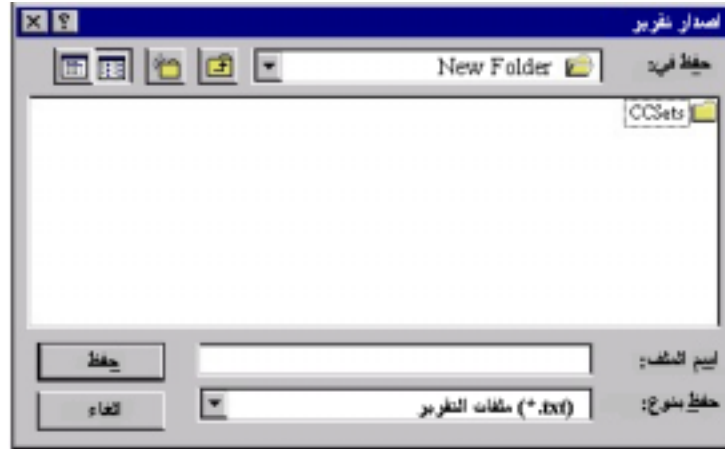 اصدار تقرير
حفظ في: New Folder
CCSets
اسم الملف:
حفظ
حفظ بنوع: ملفات التقرير (*.txt)
الغاء